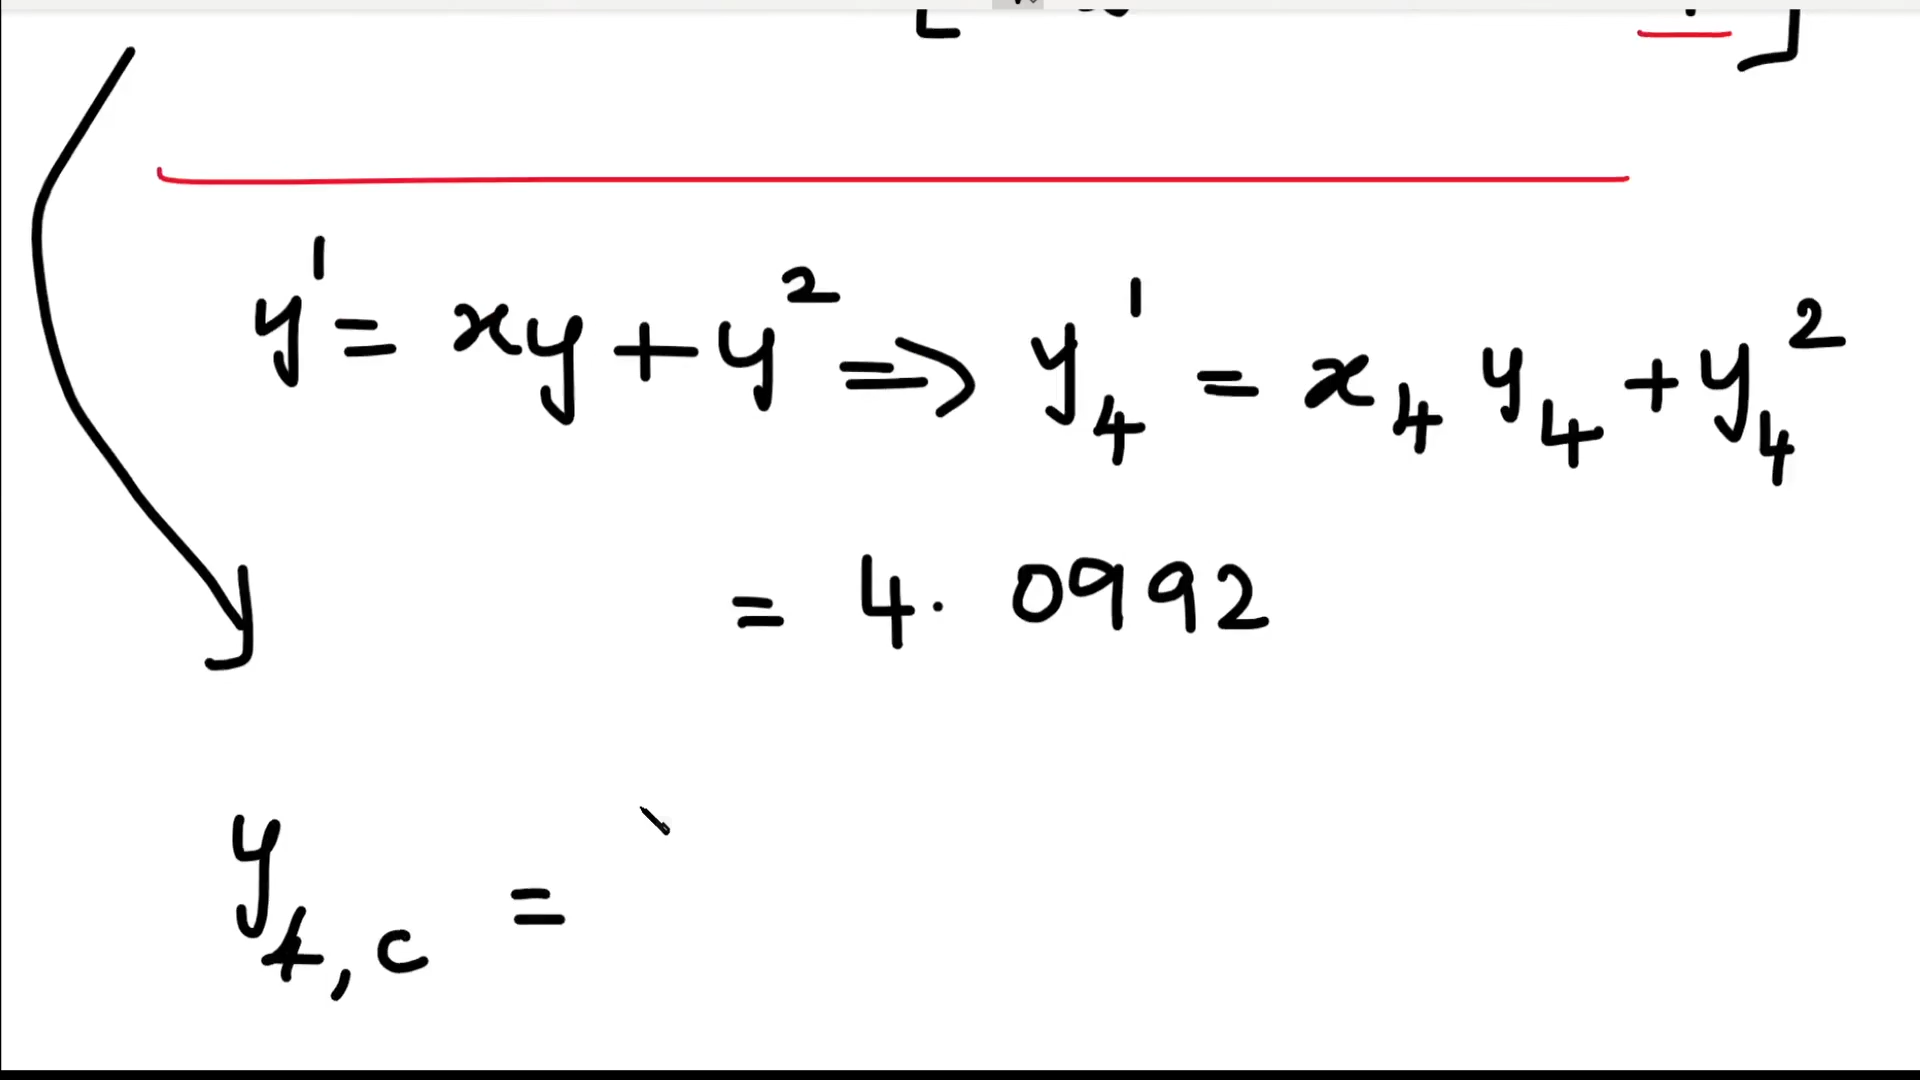 y' = xy + y² => y₄' = x₄ y₄ + y₄²
= 4.0992
y₄,c =